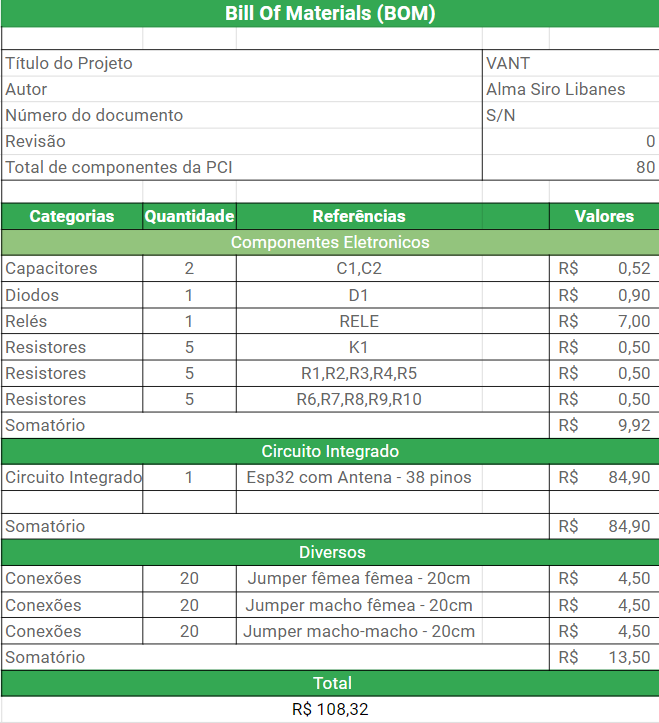 Bill Of Materials (BOM)
Título do Projeto VANT
Autor Alma Siro Libanes
Número do documento S/N
Revisão 0
Total de componentes da PCI 80
Categorias Quantidade Referências Valores
Componentes Eletronicos
Capacitores 2 C1,C2 R$ 0,52
Diodos 1 D1 R$ 0,90
Relés 1 RELE R$ 7,00
Resistores 5 K1 R$ 0,50
Resistores 5 R1,R2,R3,R4,R5 R$ 0,50
Resistores 5 R6,R7,R8,R9,R10 R$ 0,50
Somatório R$ 9,92
Circuito Integrado
Circuito Integrado 1 Esp32 com Antena - 38 pinos R$ 84,90
Somatório R$ 84,90
Diversos
Conexões 20 Jumper fêmea fêmea - 20cm R$ 4,50
Conexões 20 Jumper macho fêmea - 20cm R$ 4,50
Conexões 20 Jumper macho-macho - 20cm R$ 4,50
Somatório R$ 13,50
Total
R$ 108,32